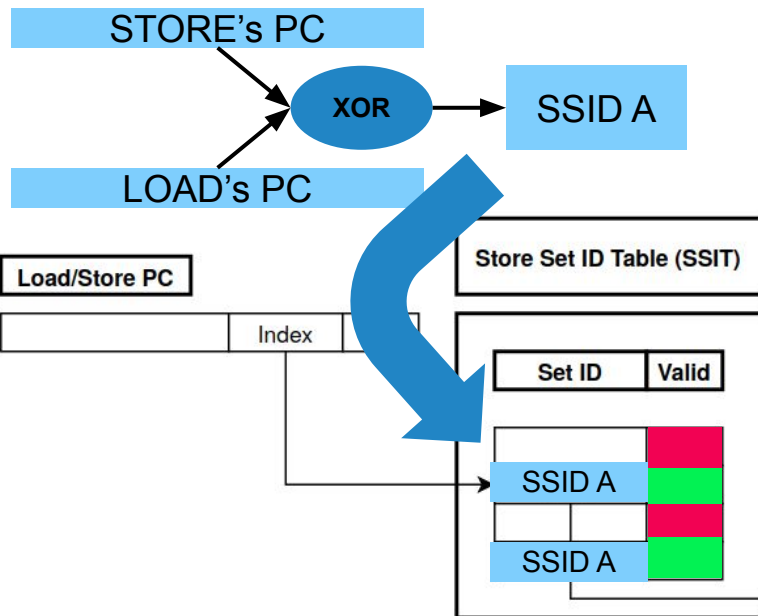 STORE's PC
XOR
SSID A
LOAD's PC
Store Set ID Table (SSIT)
Load/Store PC
Index
Set ID
Valid
SSID A
SSID A